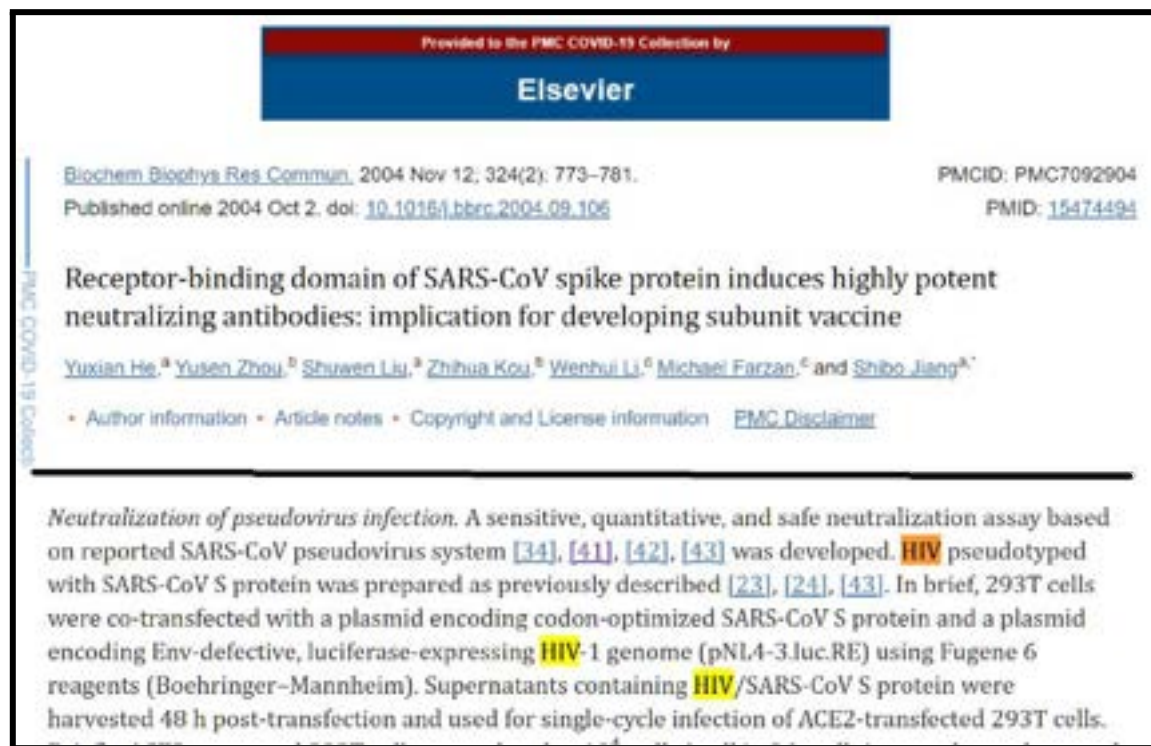 Provided to the PMC COVID-19 Collection by
Elsevier
Biochem Biophys Res Commun. 2004 Nov 12; 324(2): 773–781.
PMCID: PMC7092904
Published online 2004 Oct 2. doi: 10.1016/j.bbrc.2004.09.106
PMID: 15474494
PMC COVID-19 Collecti
Receptor-binding domain of SARS-CoV spike protein induces highly potent
neutralizing antibodies: implication for developing subunit vaccine
Yuxian He,a Yusen Zhou,b Shuwen Liu,a Zhihua Kou,b Wenhui Li,c Michael Farzan,c and Shibo Jianga,*
• Author information • Article notes • Copyright and License information PMC Disclaimer
Neutralization of pseudovirus infection. A sensitive, quantitative, and safe neutralization assay based
on reported SARS-CoV pseudovirus system [34], [41], [42], [43] was developed. HIV pseudotyped
with SARS-CoV S protein was prepared as previously described [23], [24], [43]. In brief, 293T cells
were co-transfected with a plasmid encoding codon-optimized SARS-CoV S protein and a plasmid
encoding Env-defective, luciferase-expressing HIV-1 genome (pNL4-3.luc.RE) using Fugene 6
reagents (Boehringer–Mannheim). Supernatants containing HIV/SARS-CoV S protein were
harvested 48 h post-transfection and used for single-cycle infection of ACE2-transfected 293T cells.